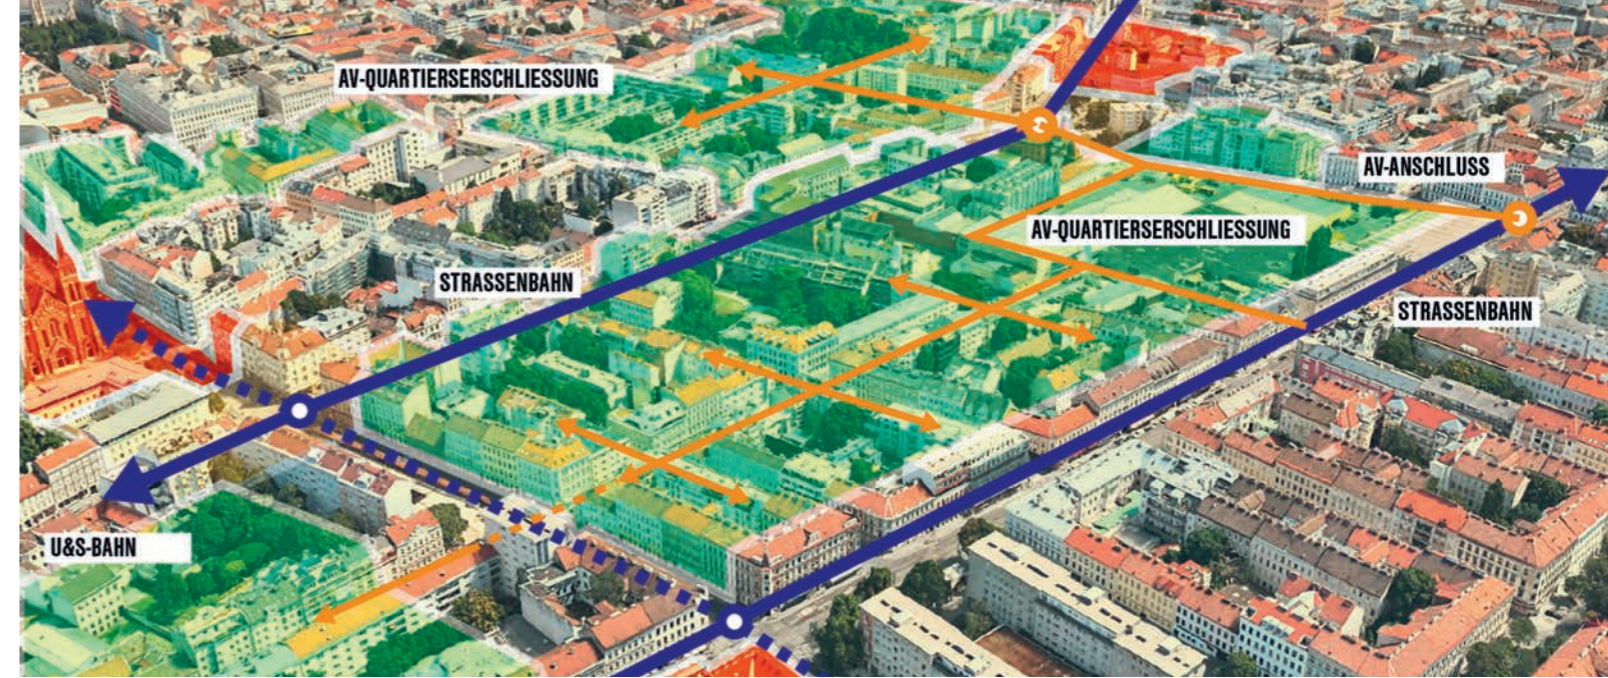 AV-QUARTIERSERSCHLIESSUNG
AV-ANSCHLUSS
AV-QUARTIERSERSCHLIESSUNG
STRASSENBAHN
STRASSENBAHN
U&S-BAHN